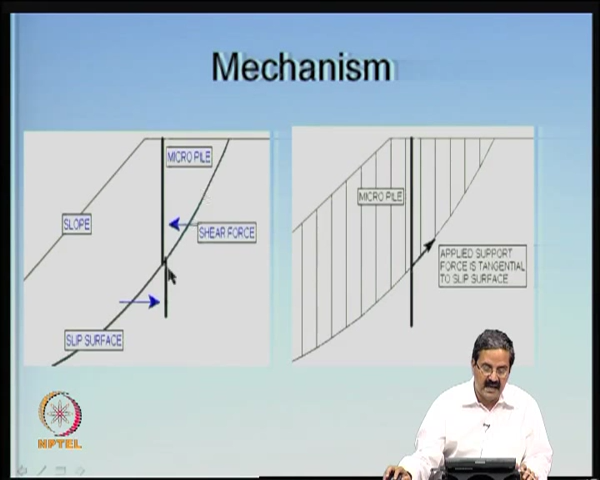 Mechanism
MICRO PILE
SLOPE
SHEAR FORCE
SLIP SURFACE
MICRO PILE
APPLIED SUPPORT
FORCE IS TANGENTIAL
TO SLIP SURFACE
NPTEL